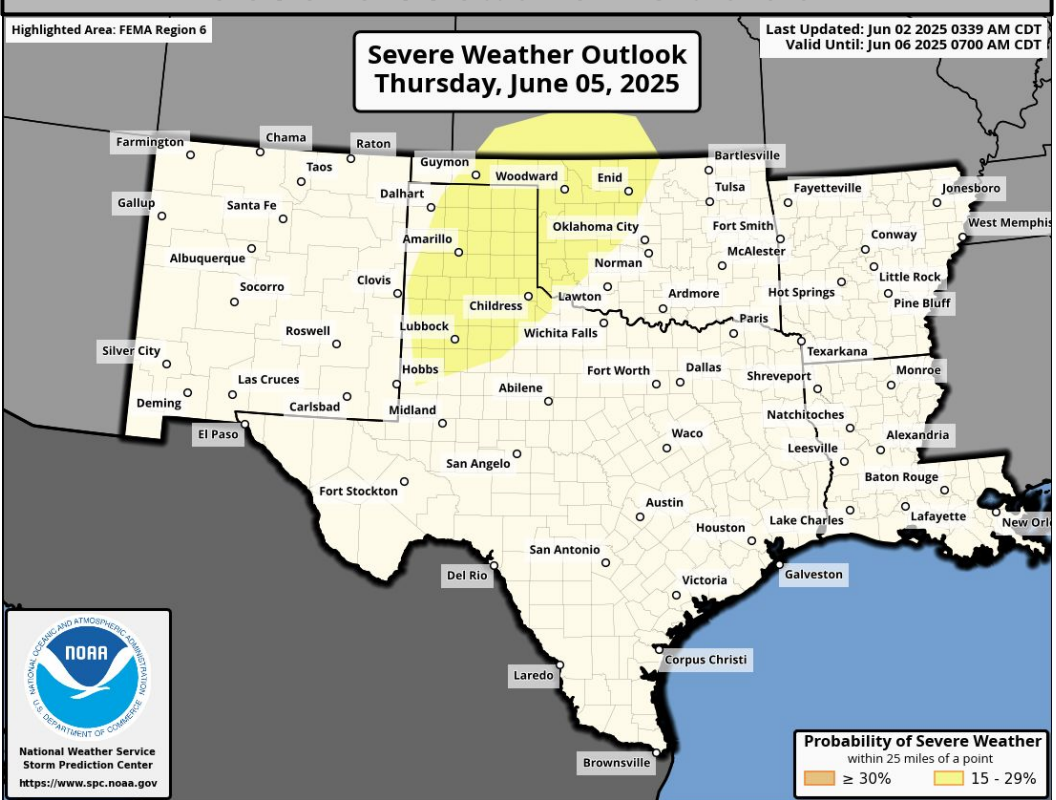 Highlighted Area: FEMA Region 6
Severe Weather Outlook
Thursday, June 05, 2025
Last Updated: Jun 02 2025 0339 AM CDT
Valid Until: Jun 06 2025 0700 AM CDT
Farmington
Chama
Raton
Taos
Guymon
Woodward
Enid
Bartlesville
Tulsa
Dalhart
Gallup
Santa Fe
Fayetteville
Jonesboro
West Memphis
Oklahoma City
Fort Smith
Conway
Amarillo
Albuquerque
Norman
McAlester
Little Rock
Clovis
Socorro
Childress
Lawton
Ardmore
Hot Springs
Pine Bluff
Roswell
Lubbock
Wichita Falls
Paris
Silver City
Texarkana
Hobbs
Fort Worth
Dallas
Shreveport
Monroe
Las Cruces
Deming
Carlsbad
Midland
Abilene
Natchitoches
El Paso
Waco
Leesville
Alexandria
San Angelo
Baton Rouge
Fort Stockton
Austin
Houston
Lake Charles
Lafayette
New Orl
San Antonio
Del Rio
Victoria
Galveston
Corpus Christi
Laredo
Brownsville
NATIONAL OCEANIC AND ATMOSPHERIC ADMINISTRATION
NOAA
U.S. DEPARTMENT OF COMMERCE
National Weather Service
Storm Prediction Center
https://www.spc.noaa.gov
Probability of Severe Weather
within 25 miles of a point
≥ 30%
15 - 29%